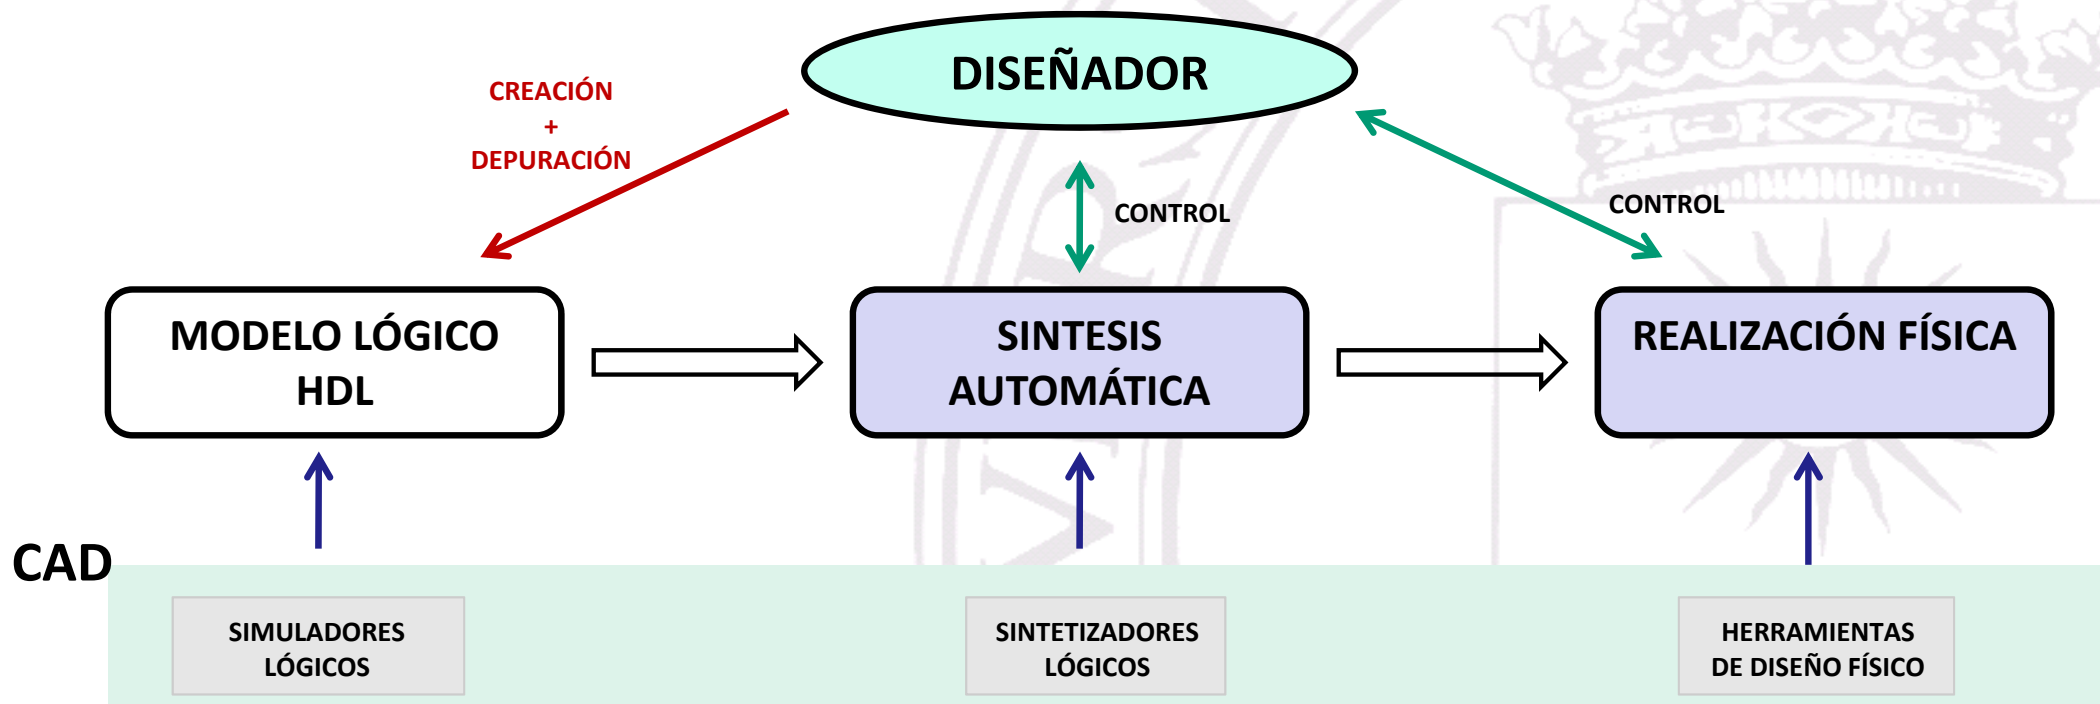 DISEÑADOR
CREACIÓN
+
DEPURACIÓN
CONTROL
CONTROL
MODELO LÓGICO
HDL
SINTESIS
AUTOMÁTICA
REALIZACIÓN FÍSICA
CAD
SIMULADORES
LÓGICOS
SINTETIZADORES
LÓGICOS
HERRAMIENTAS
DE DISEÑO FÍSICO